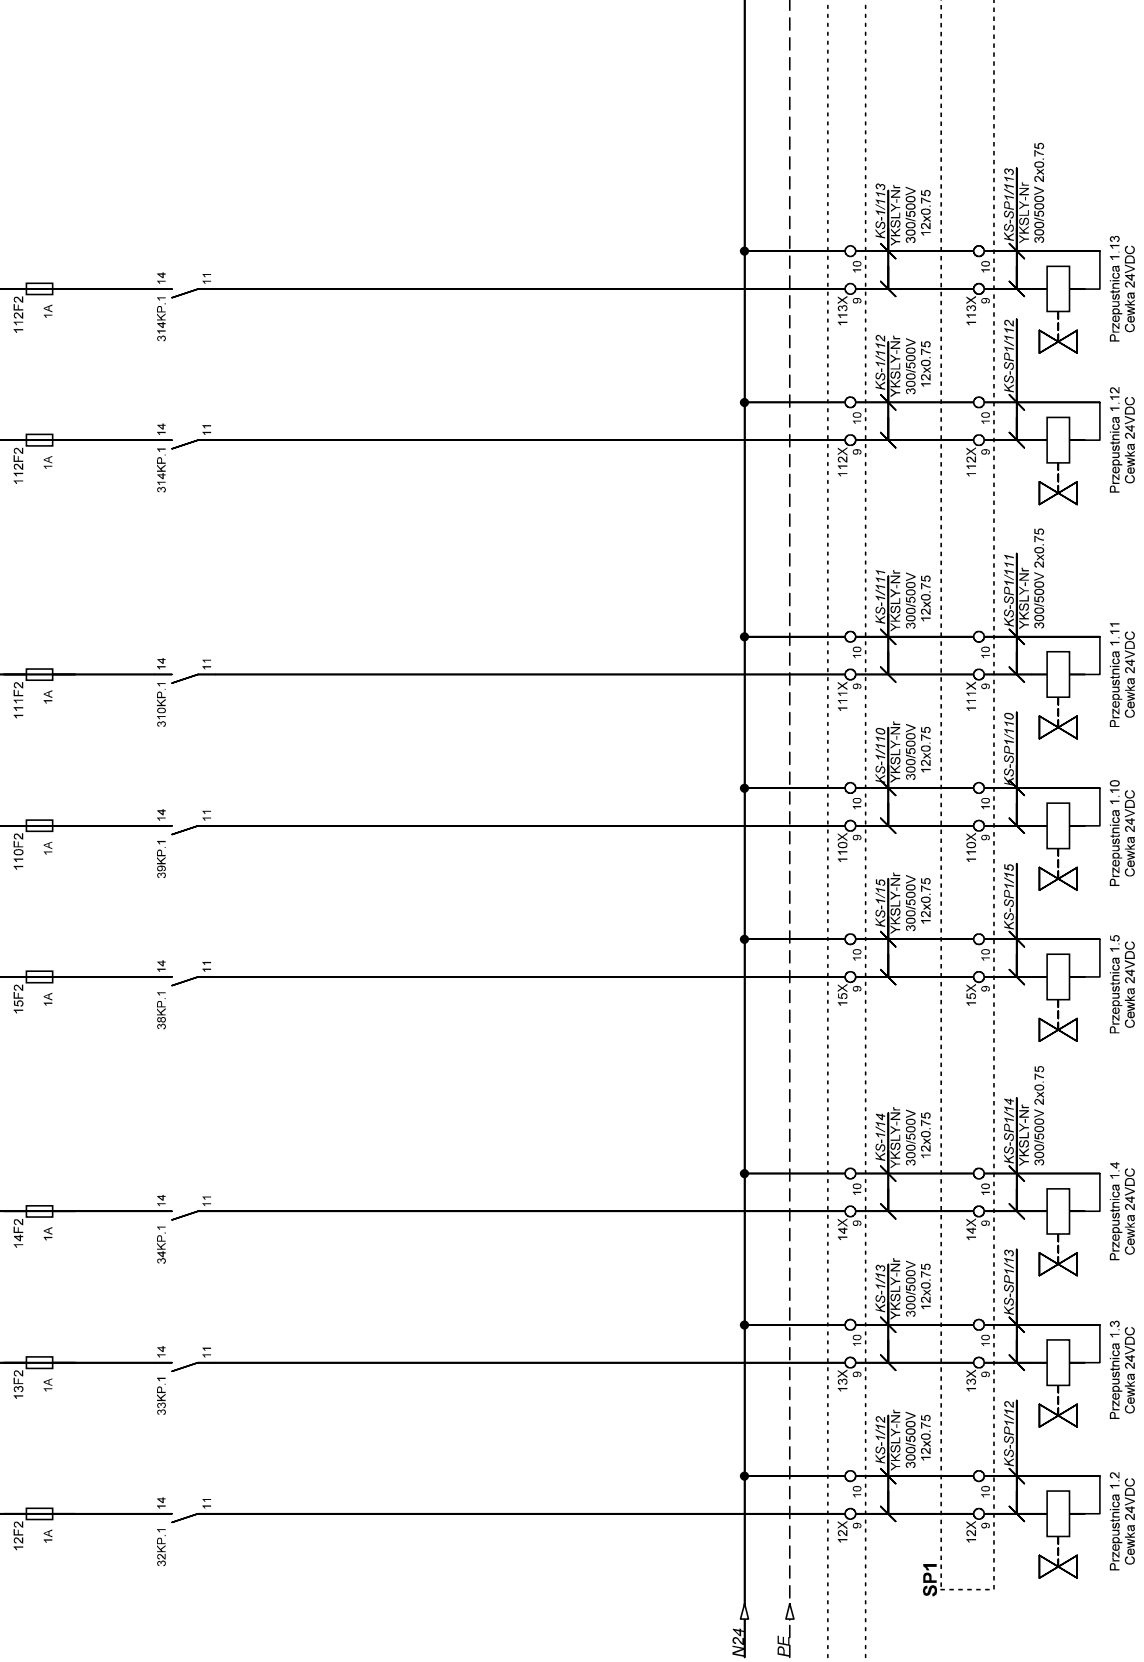 12F2
1A
13F2
1A
14F2
1A
15F2
1A
110F2
1A
111F2
1A
112F2
1A
112F2
1A
32KP.1
14
11
33KP.1
14
11
34KP.1
14
11
38KP.1
14
11
39KP.1
14
11
310KP.1
14
11
314KP.1
14
11
314KP.1
14
11
N24
PE
12X
9
10
13X
9
10
14X
9
10
15X
9
10
110X
9
10
111X
9
10
112X
9
10
113X
9
10
KS-1/12
YKSLY-Nr
300/500V
12x0.75
KS-1/13
YKSLY-Nr
300/500V
12x0.75
KS-1/14
YKSLY-Nr
300/500V
12x0.75
KS-1/15
YKSLY-Nr
300/500V
12x0.75
KS-1/110
YKSLY-Nr
300/500V
12x0.75
KS-1/111
YKSLY-Nr
300/500V
12x0.75
KS-1/112
YKSLY-Nr
300/500V
12x0.75
KS-1/113
YKSLY-Nr
300/500V
12x0.75
SP1
12X
9
10
13X
9
10
14X
9
10
15X
9
10
110X
9
10
111X
9
10
112X
9
10
113X
9
10
KS-SP1/12
KS-SP1/13
KS-SP1/14
YKSLY-Nr
300/500V 2x0.75
KS-SP1/15
KS-SP1/110
KS-SP1/111
YKSLY-Nr
300/500V 2x0.75
KS-SP1/112
KS-SP1/113
YKSLY-Nr
300/500V 2x0.75
Przepustnica 1.2
Cewka 24VDC
Przepustnica 1.3
Cewka 24VDC
Przepustnica 1.4
Cewka 24VDC
Przepustnica 1.5
Cewka 24VDC
Przepustnica 1.10
Cewka 24VDC
Przepustnica 1.11
Cewka 24VDC
Przepustnica 1.12
Cewka 24VDC
Przepustnica 1.13
Cewka 24VDC